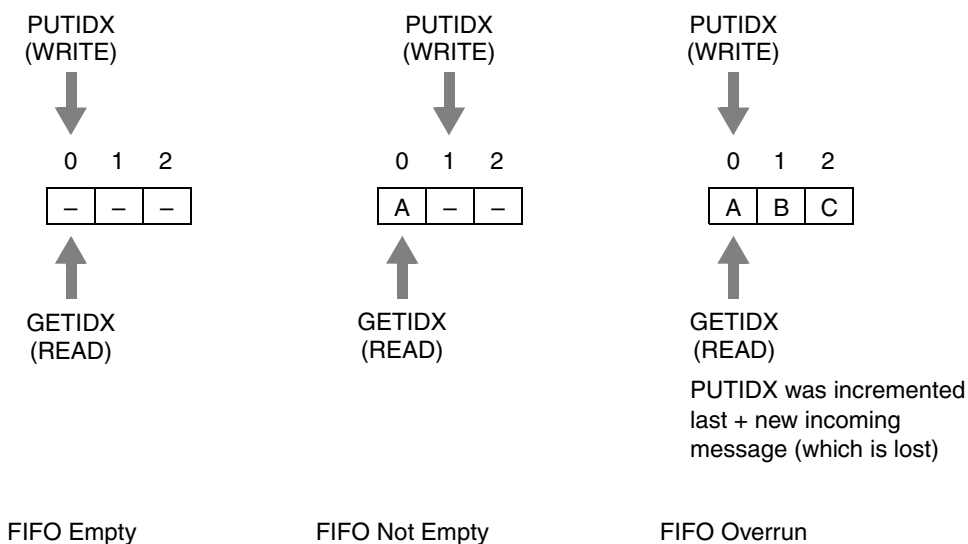 PUTIDX
(WRITE)
0 1 2
– – –
GETIDX
(READ)
FIFO Empty
PUTIDX
(WRITE)
0 1 2
A – –
GETIDX
(READ)
FIFO Not Empty
PUTIDX
(WRITE)
0 1 2
A B C
GETIDX
(READ)
PUTIDX was incremented
last + new incoming
message (which is lost)
FIFO Overrun